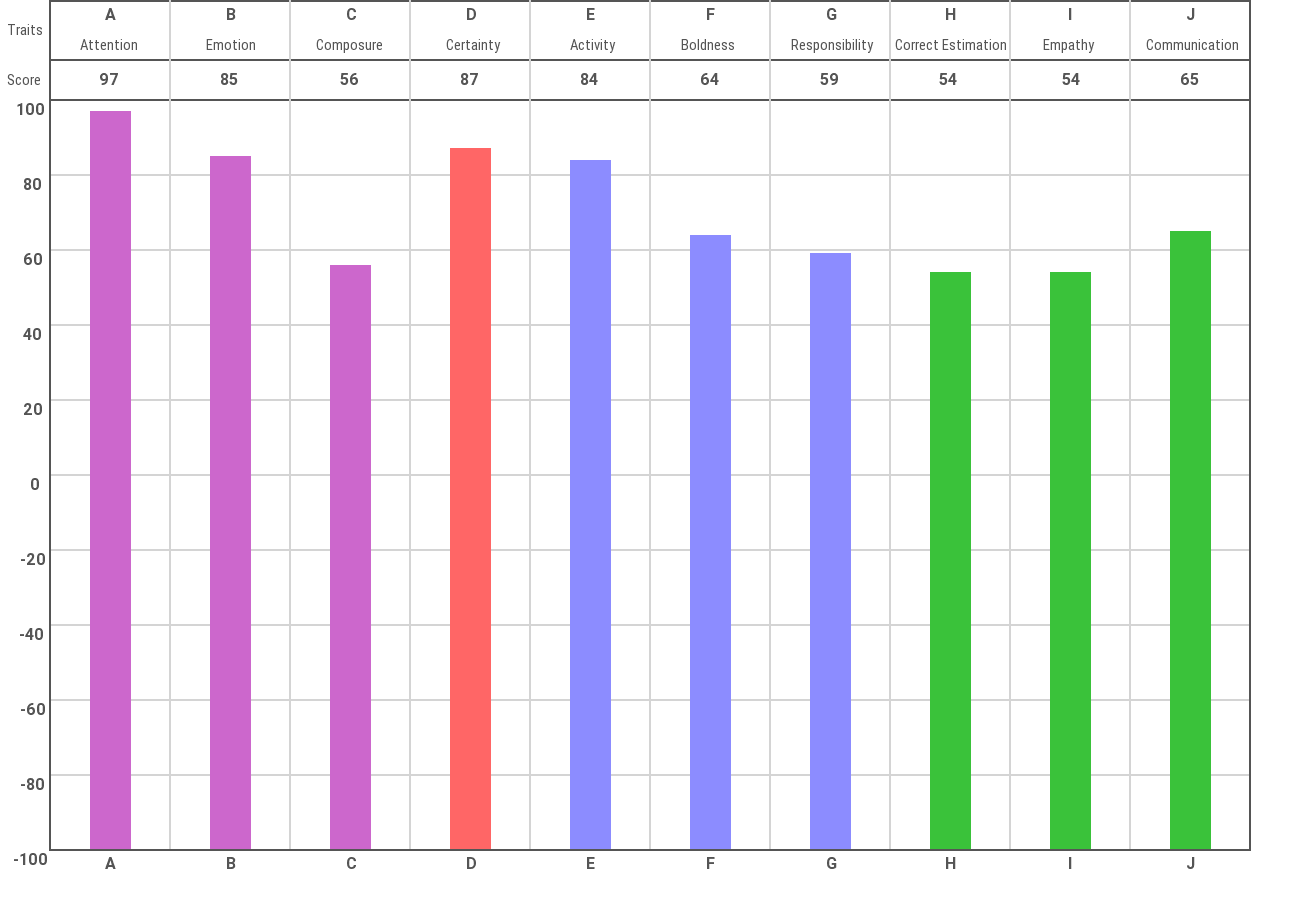 A B C D E F G H I J
Traits
Attention Emotion Composure Certainty Activity Boldness Responsibility Correct Estimation Empathy Communication
Score 97 85 56 87 84 64 59 54 54 65
100
80
60
40
20
0
-20
-40
-60
-80
-100
A B C D E F G H I J